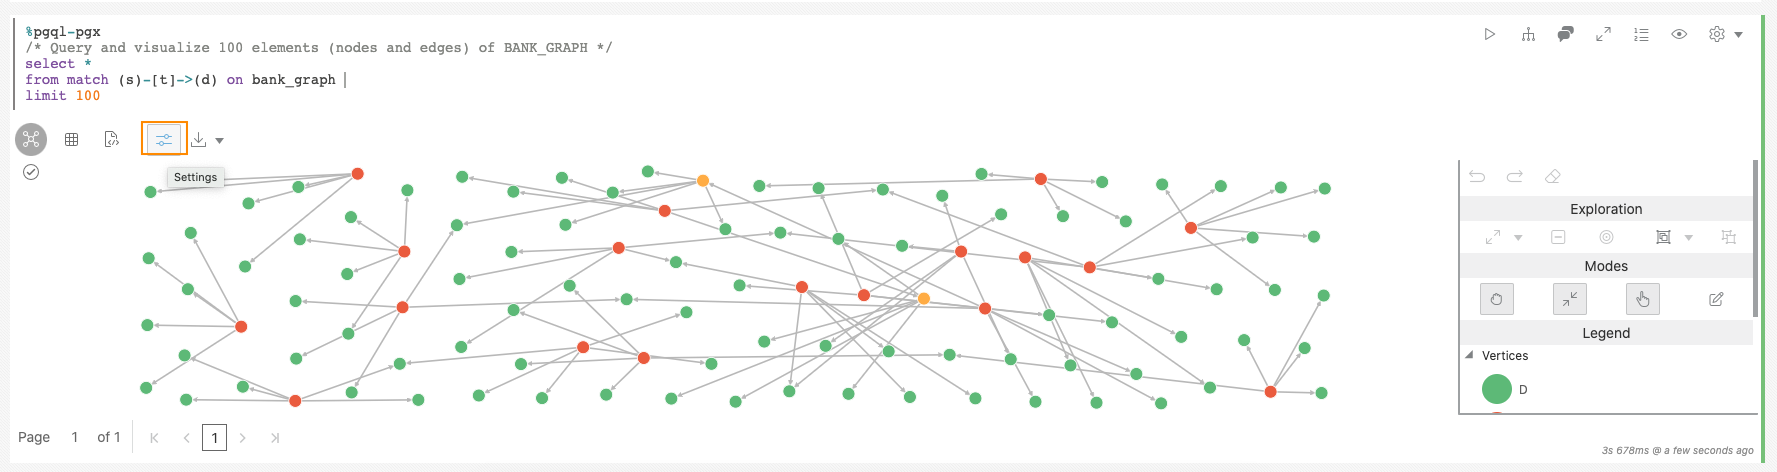 %pgql-pgx
/* Query and visualize 100 elements (nodes and edges) of BANK_GRAPH */
select *
from match (s)-[t]->(d) on bank_graph
limit 100
Settings
Exploration
Modes
Legend
Vertices
D
Page 1 of 1 1
3s 678ms @ a few seconds ago